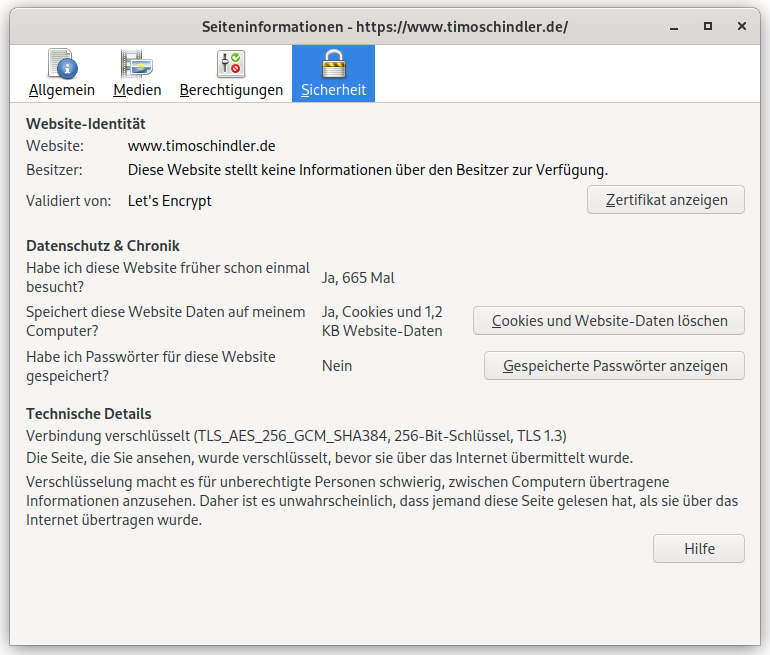 Seiteninformationen - https://www.timoschindler.de/
Allgemein Medien Berechtigungen Sicherheit
Website-Identität
Website: www.timoschindler.de
Besitzer: Diese Website stellt keine Informationen über den Besitzer zur Verfügung.
Validiert von: Let's Encrypt Zertifikat anzeigen
Datenschutz & Chronik
Habe ich diese Website früher schon einmal
besucht?
Ja, 665 Mal
Speichert diese Website Daten auf meinem
Computer?
Ja, Cookies und 1,2
KB Website-Daten
Cookies und Website-Daten löschen
Habe ich Passwörter für diese Website
gespeichert?
Nein
Gespeicherte Passwörter anzeigen
Technische Details
Verbindung verschlüsselt (TLS_AES_256_GCM_SHA384, 256-Bit-Schlüssel, TLS 1.3)
Die Seite, die Sie ansehen, wurde verschlüsselt, bevor sie über das Internet übermittelt wurde.
Verschlüsselung macht es für unberechtigte Personen schwierig, zwischen Computern übertragene
Informationen anzusehen. Daher ist es unwahrscheinlich, dass jemand diese Seite gelesen hat, als sie über das
Internet übertragen wurde.
Hilfe